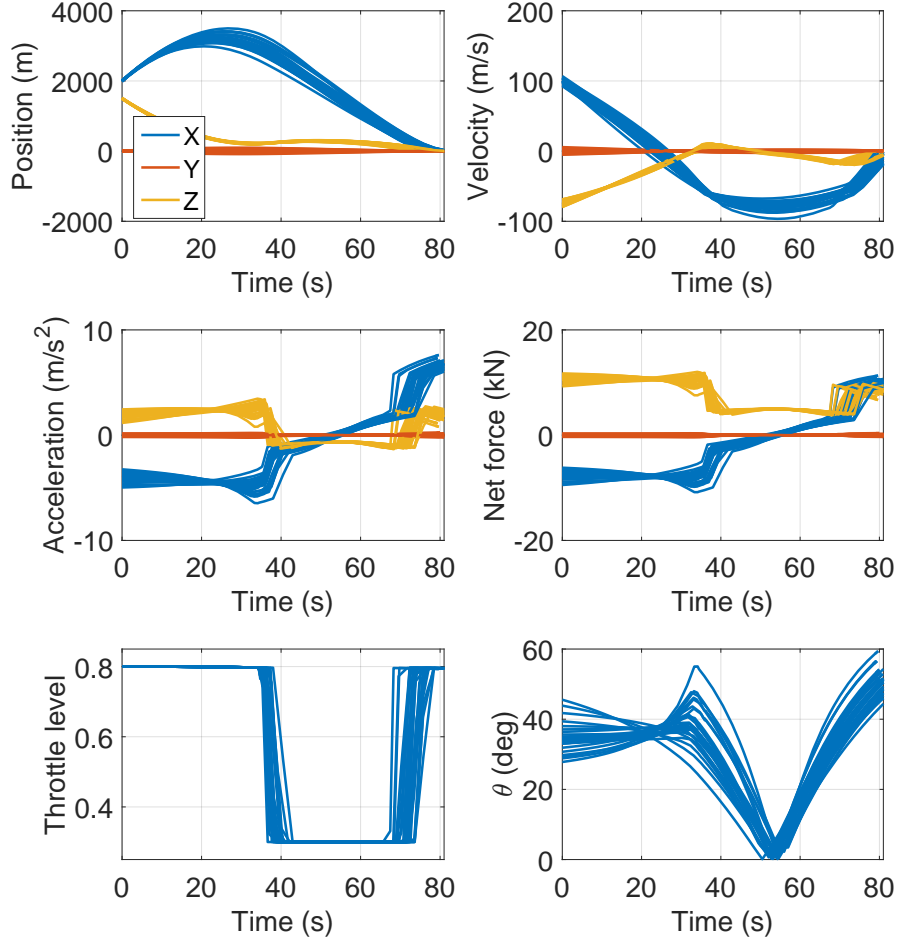 Position (m)
4000
2000
0
-2000
X
Y
Z
0 20 40 60 80
Time (s)
Velocity (m/s)
200
100
0
-100
0 20 40 60 80
Time (s)
Acceleration (m/s²)
10
0
-10
0 20 40 60 80
Time (s)
Net force (kN)
20
0
-20
0 20 40 60 80
Time (s)
Throttle level
0.8
0.6
0.4
0 20 40 60 80
Time (s)
θ (deg)
60
40
20
0
0 20 40 60 80
Time (s)